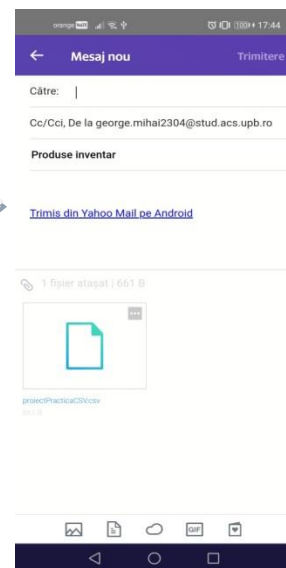 orange 17:44
Mesaj nou Trimitere
Către:
Cc/Cci, De la george.mihai2304@stud.acs.upb.ro
Produse inventar
Trimis din Yahoo Mail pe Android
1 fișier atașat | 661 B
proiectPracticaCSV.csv
661 B
GIF